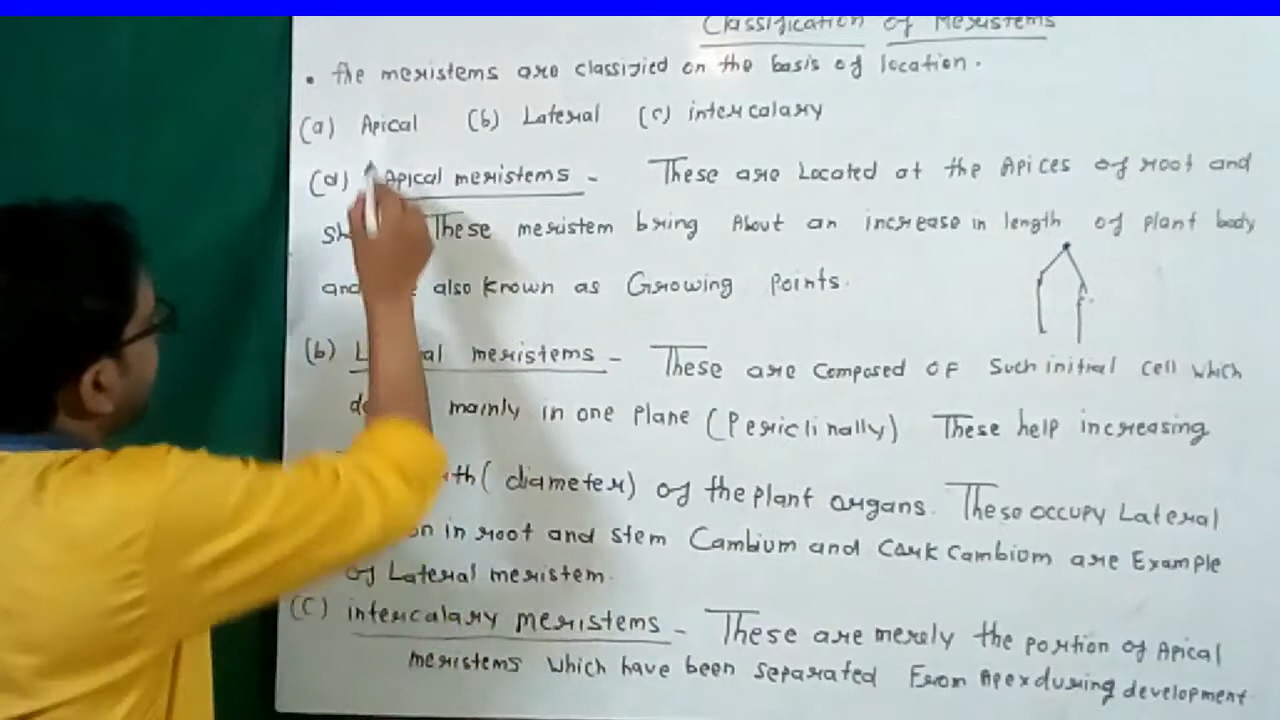 Classification of Meristems
• The meristems are classified on the basis of location.
(a) Apical (b) Lateral (c) intercalary
(a) Apical meristems - These are Located at the Apices of root and
These meristem bring About an increase in length of plant body
and also known as Growing Points.
(b) meristems - These are Composed OF Such initial cell which
mainly in one plane (Periclinally) These help increasing
(diameter) of the plant organs. These occupy Lateral
in root and stem Cambium and Cork Cambium are Example
of Lateral meristem.
(C) intercalary meristems - These are merely the portion of Apical
meristems which have been separated From Apex during development